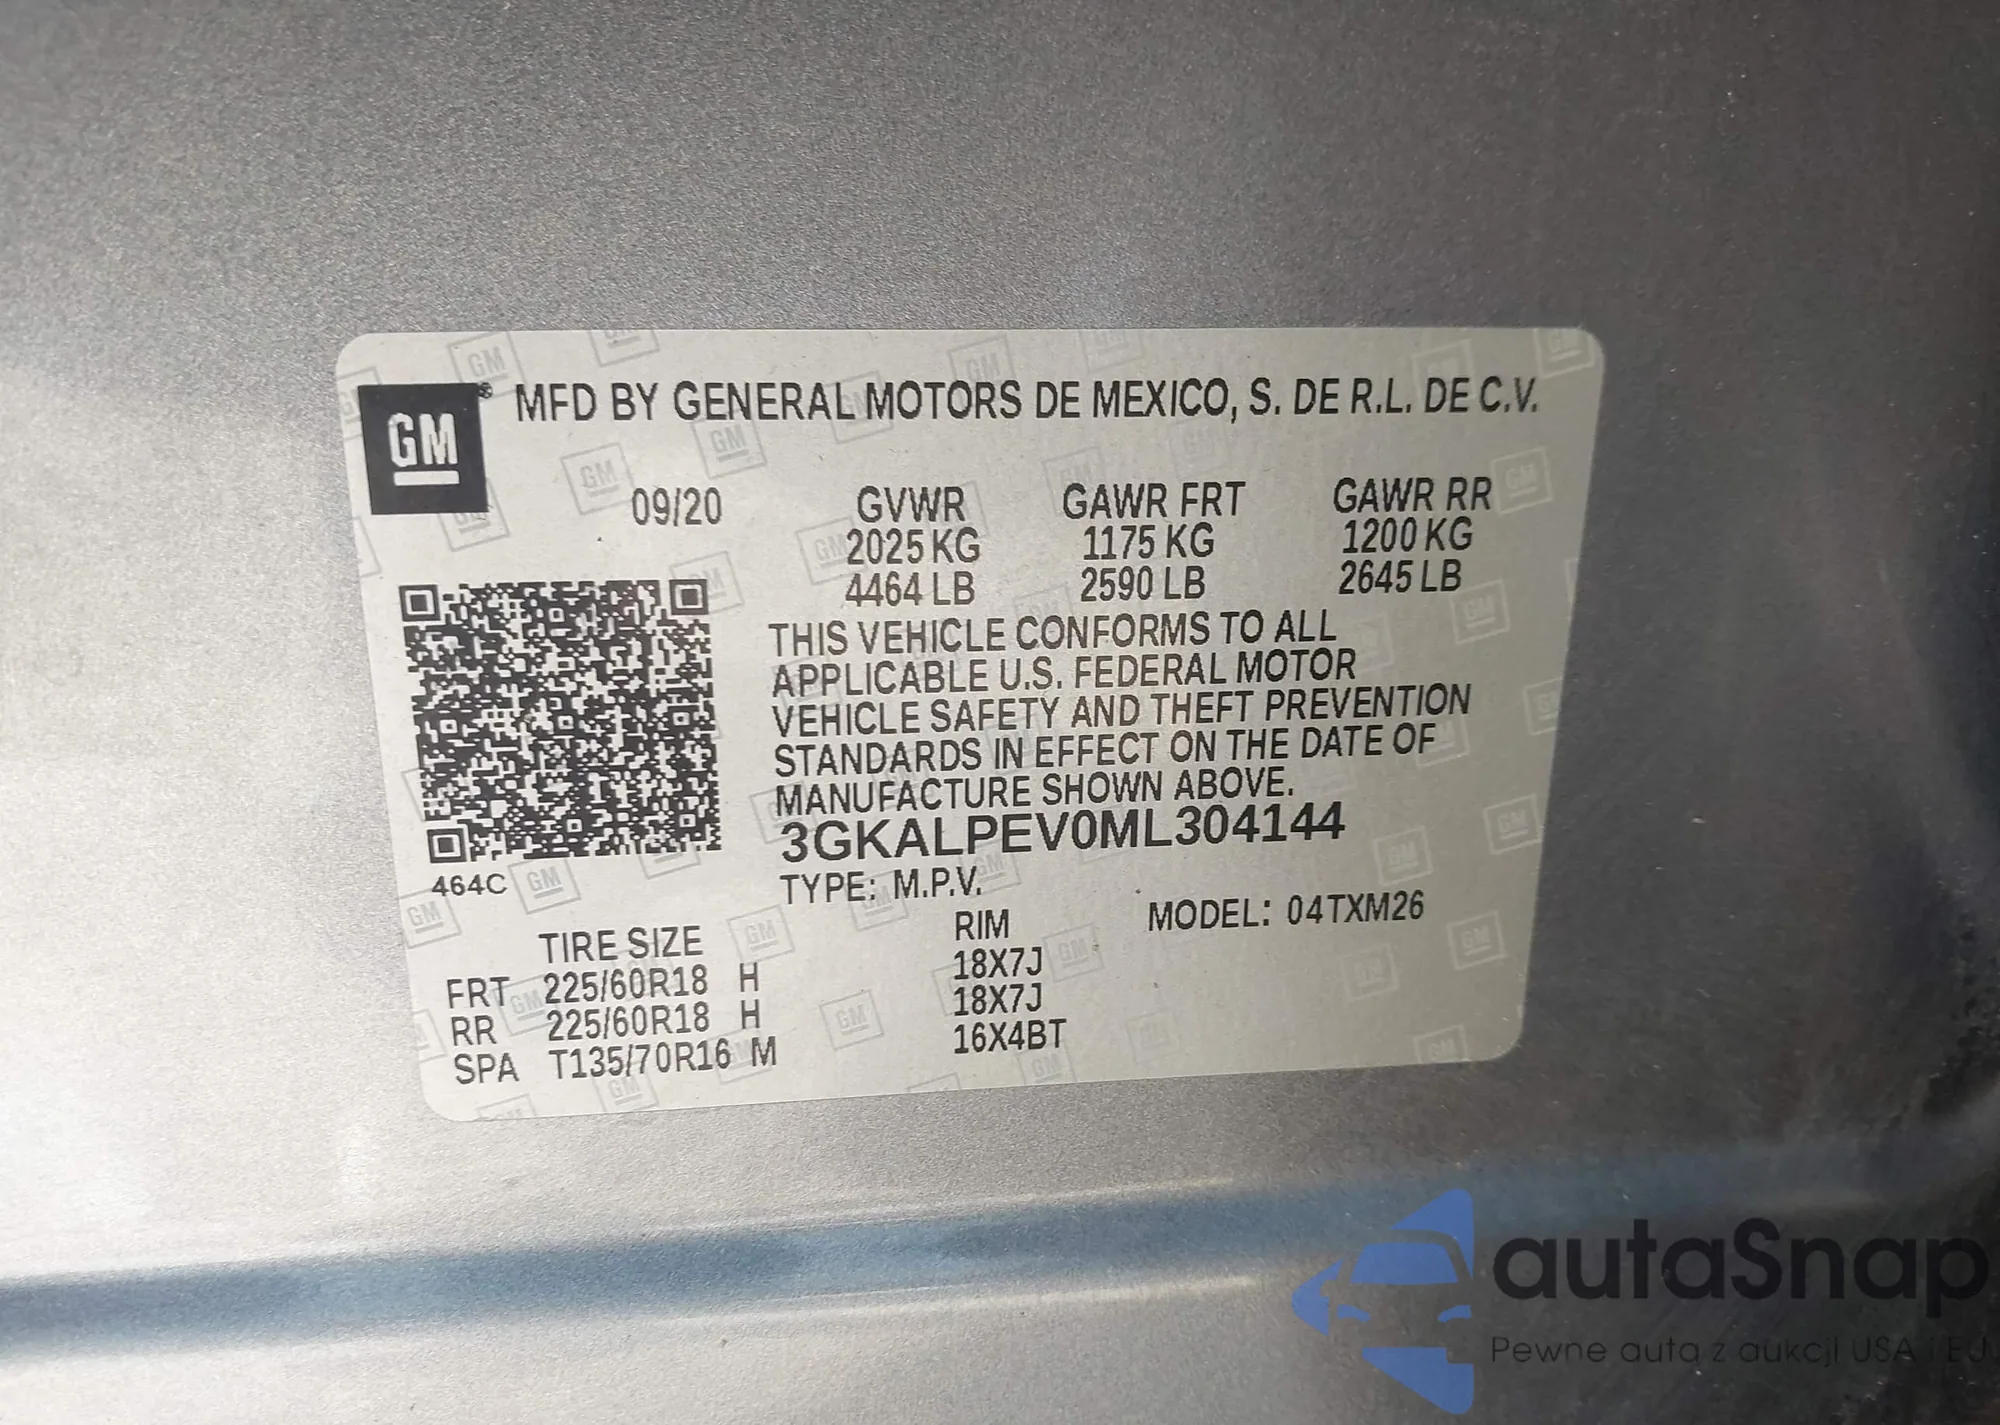 GM® MFD BY GENERAL MOTORS DE MEXICO, S. DE R.L. DE C.V.
09/20 GVWR GAWR FRT GAWR RR
2025 KG 1175 KG 1200 KG
4464 LB 2590 LB 2645 LB
THIS VEHICLE CONFORMS TO ALL
APPLICABLE U.S. FEDERAL MOTOR
VEHICLE SAFETY AND THEFT PREVENTION
STANDARDS IN EFFECT ON THE DATE OF
MANUFACTURE SHOWN ABOVE.
3GKALPEV0ML304144
464C
TYPE: M.P.V. MODEL: 04TXM26
TIRE SIZE RIM
FRT 225/60R18 H 18X7J
RR 225/60R18 H 18X7J
SPA T135/70R16 M 16X4BT
autaSnap
Pewne auta z aukcji USA i EU